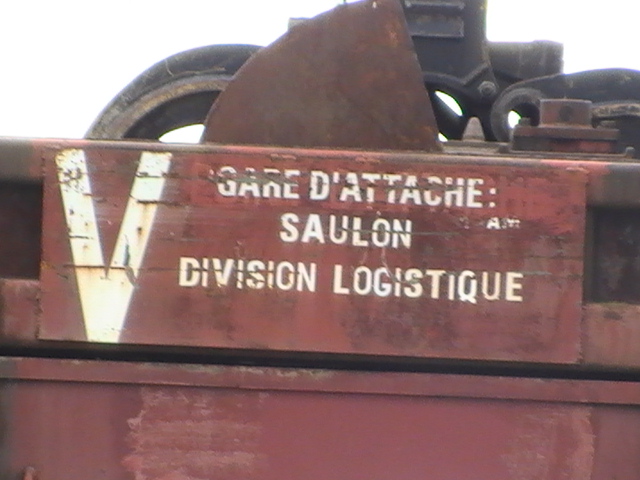 V
GARE D'ATTACHE:
SAULON
DIVISION LOGISTIQUE